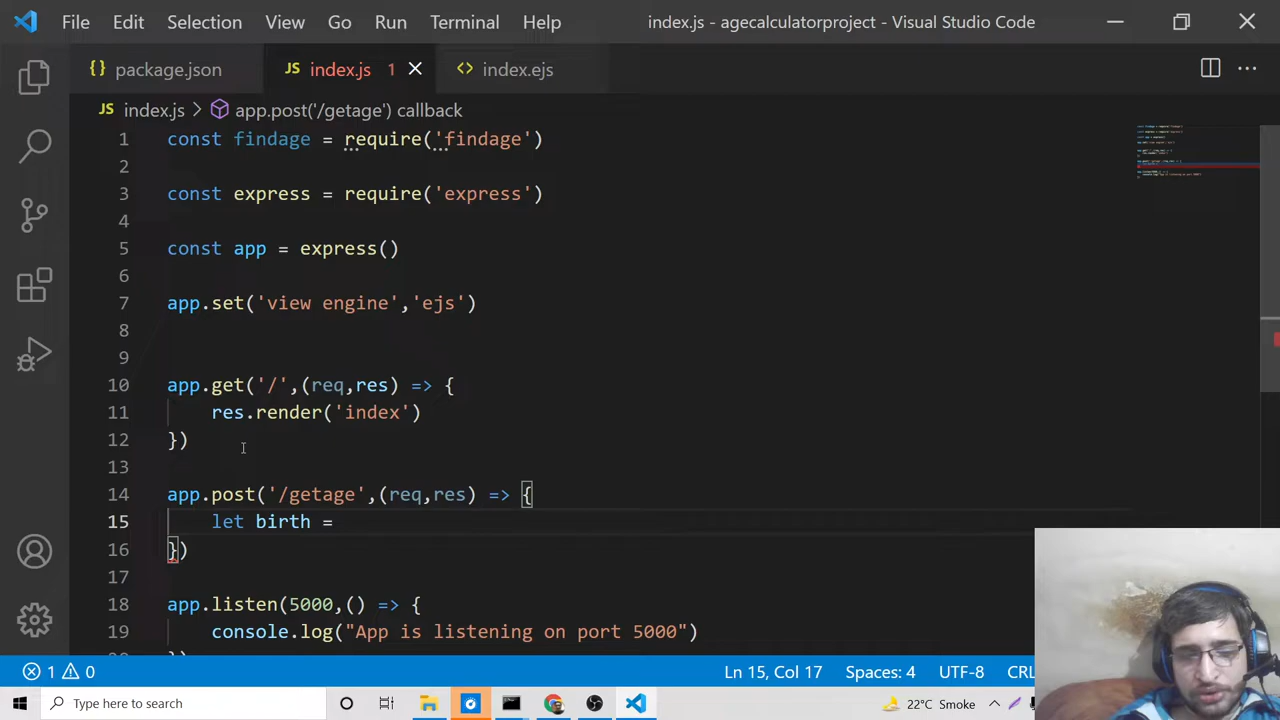 File Edit Selection View Go Run Terminal Help index.js - agecalculatorproject - Visual Studio Code
{} package.json JS index.js 1 <> index.ejs
JS index.js > app.post('/getage') callback
1 const findage = require('findage')
2
3 const express = require('express')
4
5 const app = express()
6
7 app.set('view engine','ejs')
8
9
10 app.get('/',(req,res) => {
11 res.render('index')
12 })
13
14 app.post('/getage',(req,res) => {
15 let birth =
16 })
17
18 app.listen(5000,() => {
19 console.log("App is listening on port 5000")
1 0 Ln 15, Col 17 Spaces: 4 UTF-8
Type here to search 22°C Smoke